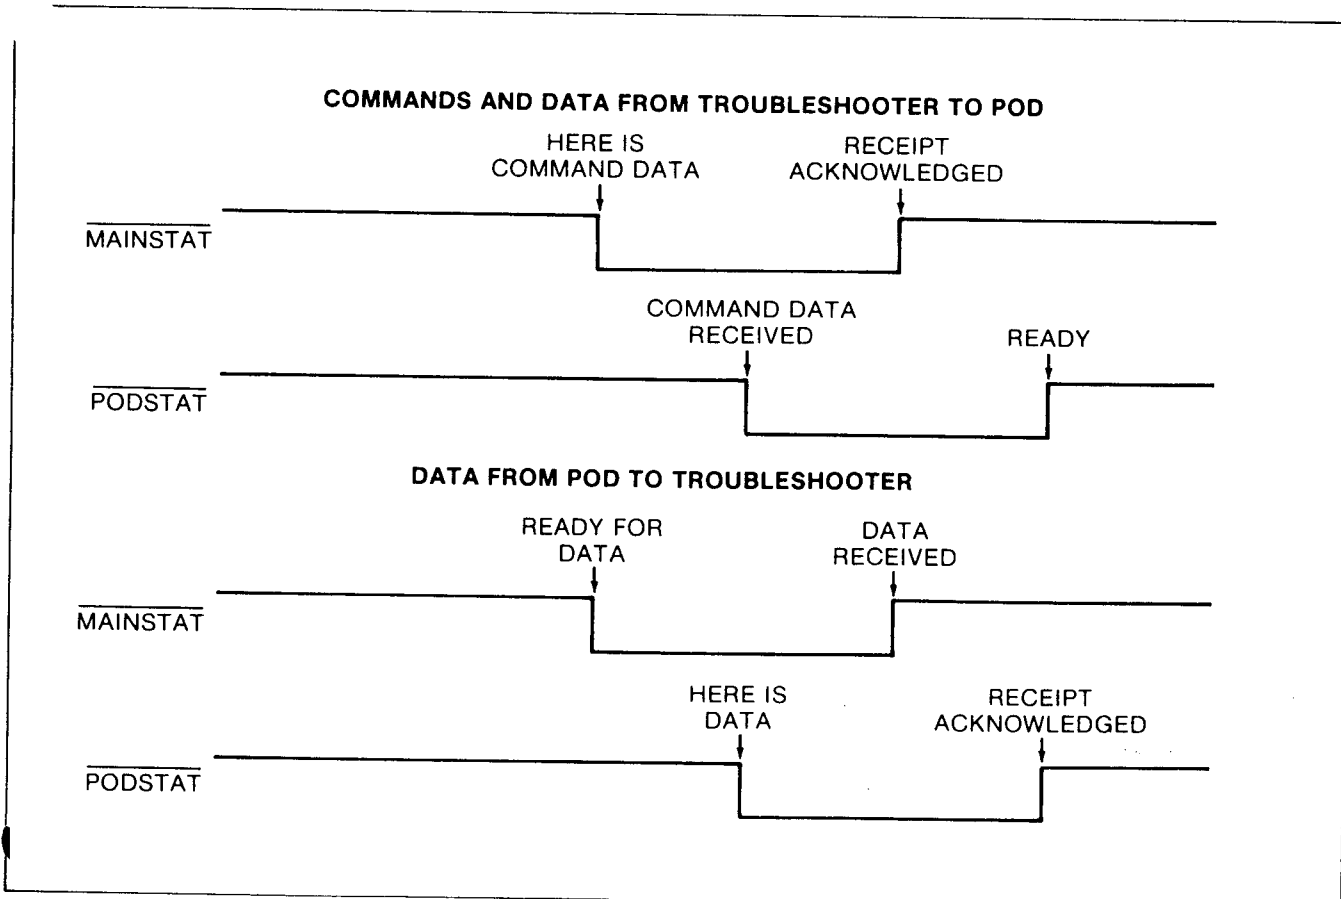 COMMANDS AND DATA FROM TROUBLESHOOTER TO POD
HERE IS
COMMAND DATA
RECEIPT
ACKNOWLEDGED
MAINSTAT
COMMAND DATA
RECEIVED
READY
PODSTAT
DATA FROM POD TO TROUBLESHOOTER
READY FOR
DATA
DATA
RECEIVED
MAINSTAT
HERE IS
DATA
RECEIPT
ACKNOWLEDGED
PODSTAT